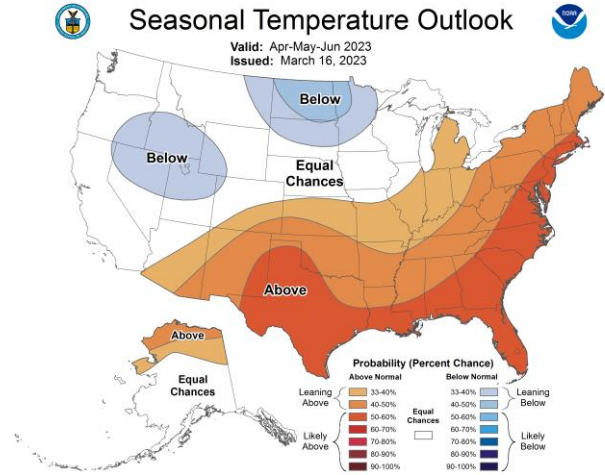 Seasonal Temperature Outlook
Valid: Apr-May-Jun 2023
Issued: March 16, 2023
NOAA
Below
Below
Equal
Chances
Above
Above
Equal
Chances
Probability (Percent Chance)
Above Normal
Below Normal
Leaning
Above
33-40%
40-50%
Likely
Above
50-60%
60-70%
70-80%
80-90%
90-100%
Equal
Chances
33-40%
40-50%
Leaning
Below
50-60%
60-70%
70-80%
80-90%
90-100%
Likely
Below